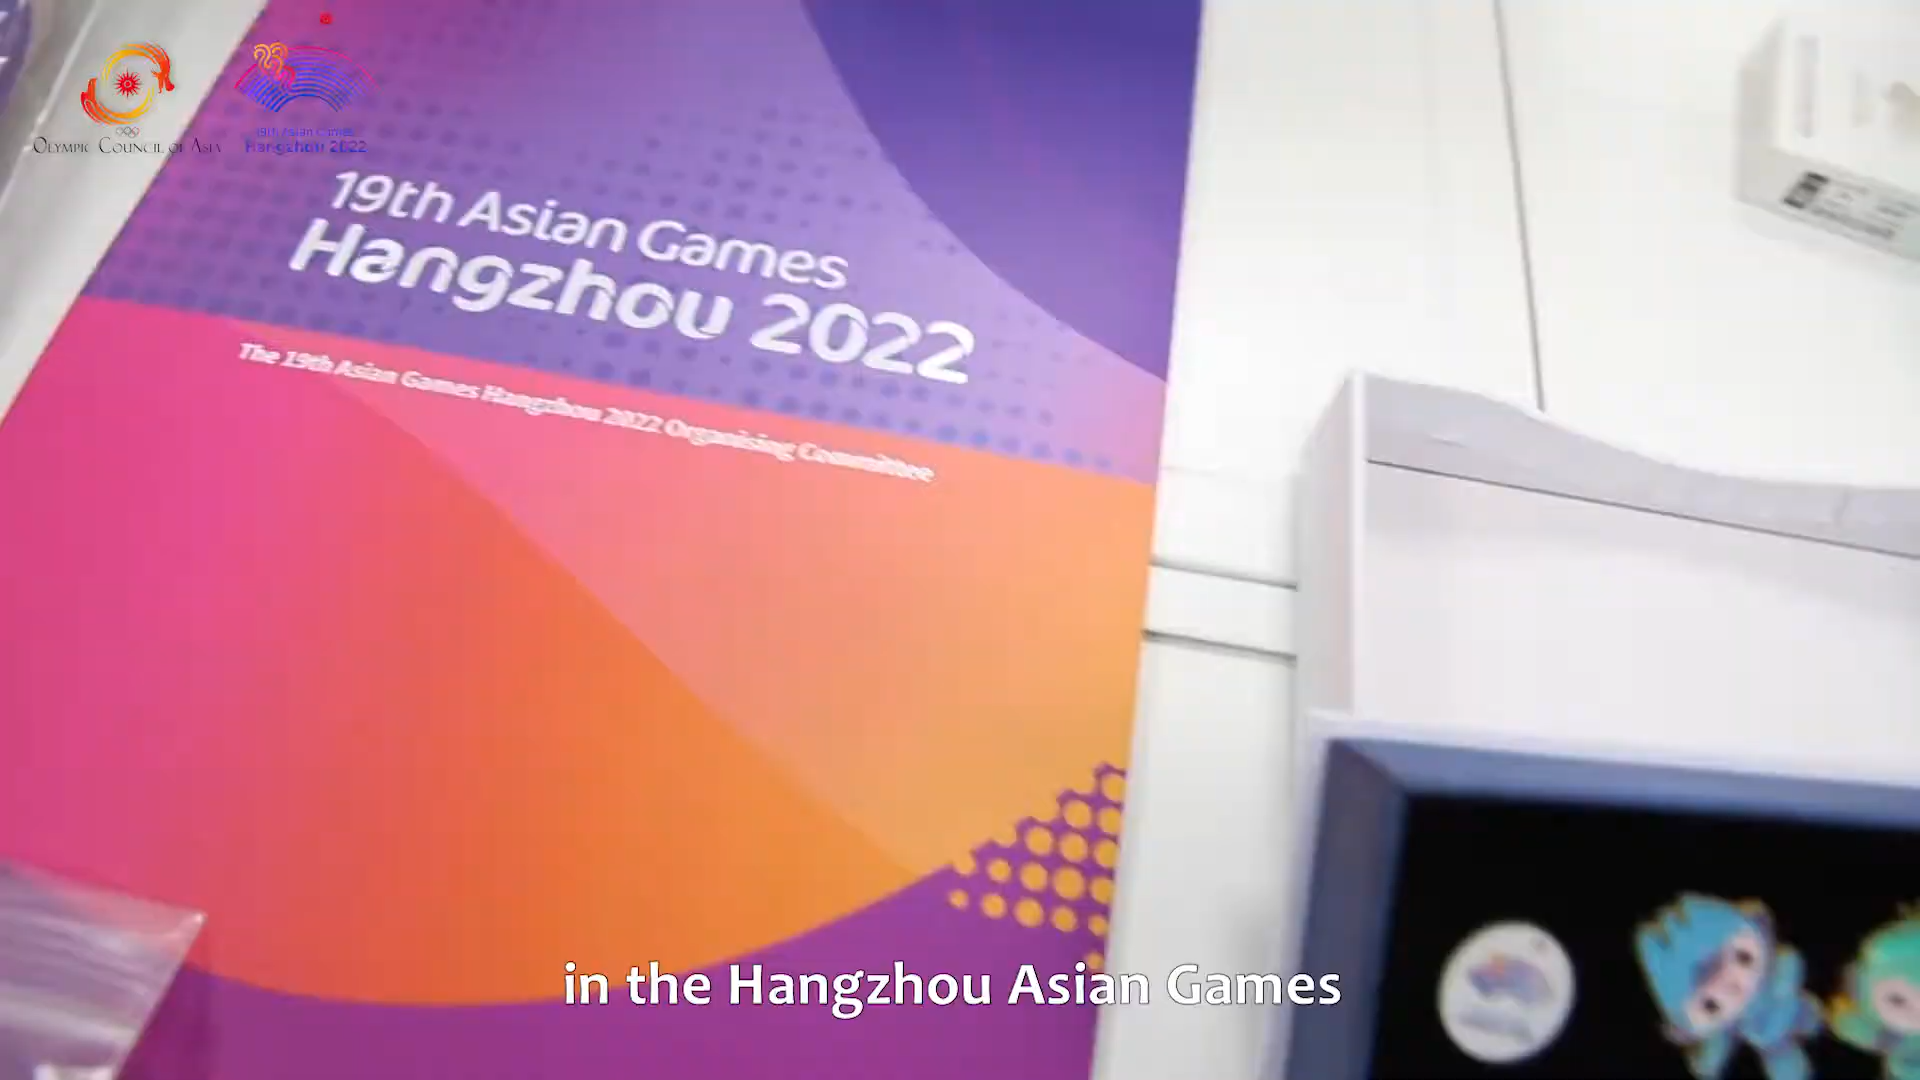 OLYMPIC COUNCIL OF ASIA
19th Asian Games
Hangzhou 2022
19th Asian Games
Hangzhou 2022
The 19th Asian Games Hangzhou 2022 Organising Committee
in the Hangzhou Asian Games